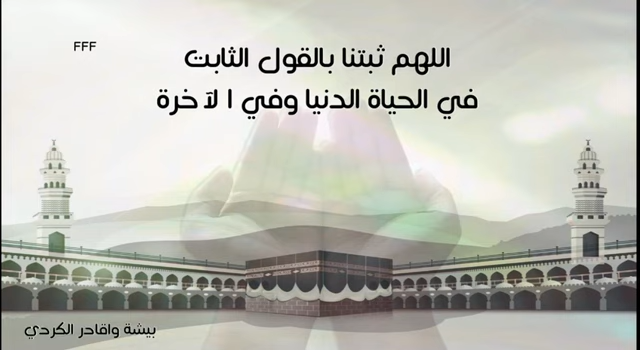 FFF
اللهم ثبتنا بالقول الثابت
في الحياة الدنيا وفي ا لآ خرة
بيشة واقادر الكردي